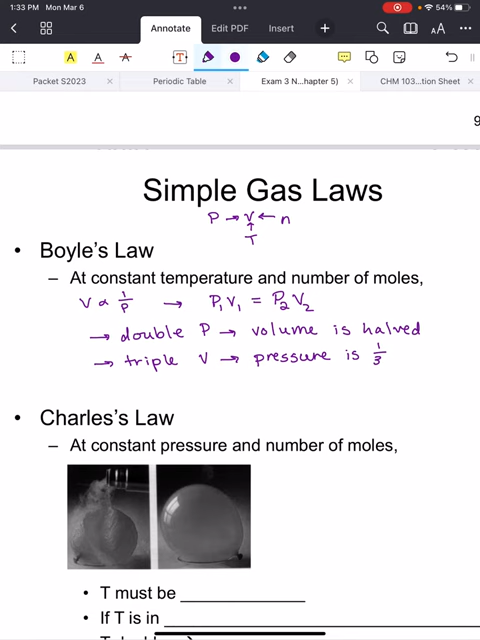 1:33 PM Mon Mar 6
54%
Annotate Edit PDF Insert
Packet S2023 Periodic Table Exam 3 N...hapter 5) CHM 103...tion Sheet
9
Simple Gas Laws
P → V ← n
↑
T
• Boyle's Law
– At constant temperature and number of moles,
V ∝ 1/P → P₁V₁ = P₂V₂
→ double P → volume is halved
→ triple V → pressure is 1/3
• Charles's Law
– At constant pressure and number of moles,
• T must be
• If T is in